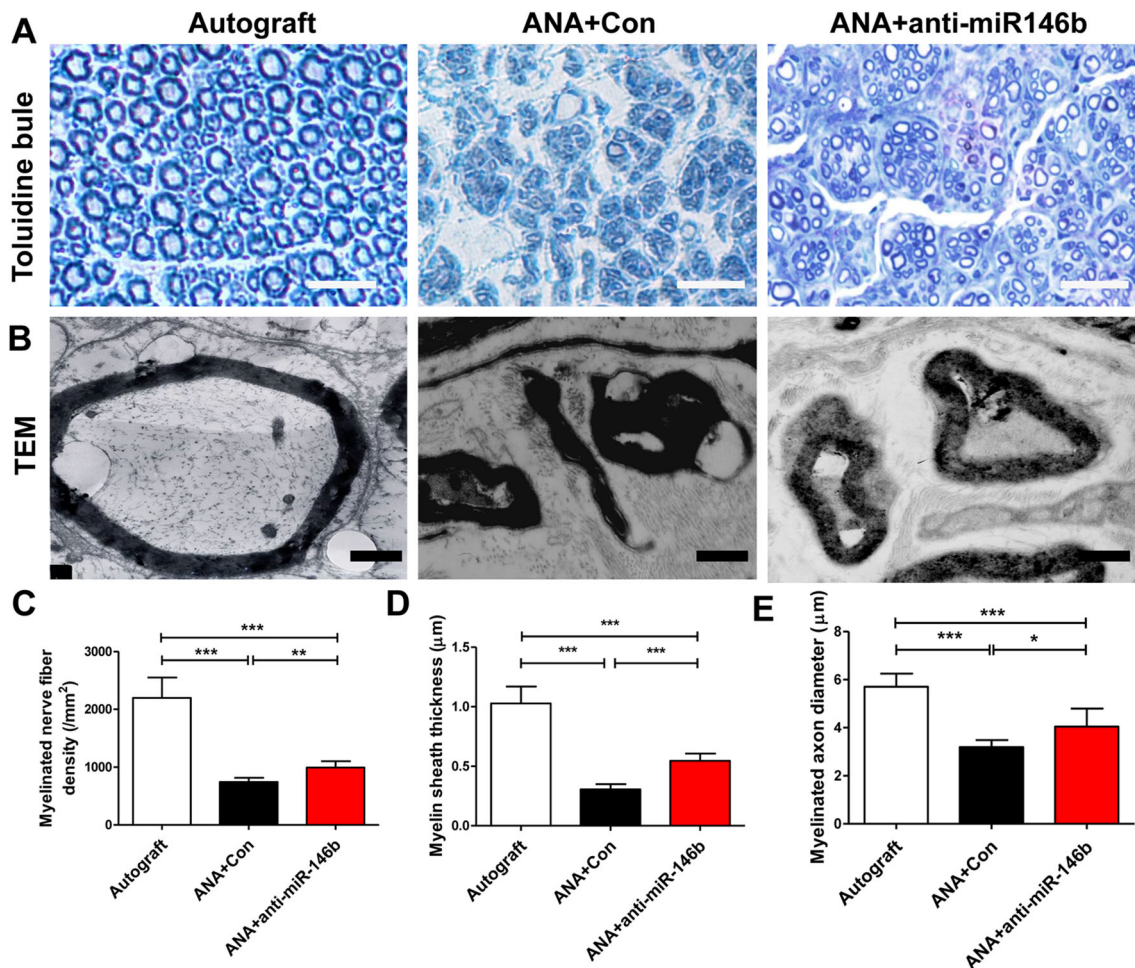 Autograft ANA+Con ANA+anti-miR146b
A
Toluidine bule
B
TEM
C
Myelinated nerve fiber
density (/mm²)
3000
2000
1000
0
***
*** **
Autograft
ANA+Con
ANA+anti-miR-146b
D
Myelin sheath thickness (μm)
1.5
1.0
0.5
0.0
***
*** ***
Autograft
ANA+Con
ANA+anti-miR-146b
E
Myelinated axon diameter (μm)
8
6
4
2
0
***
*** *
Autograft
ANA+Con
ANA+anti-miR-146b